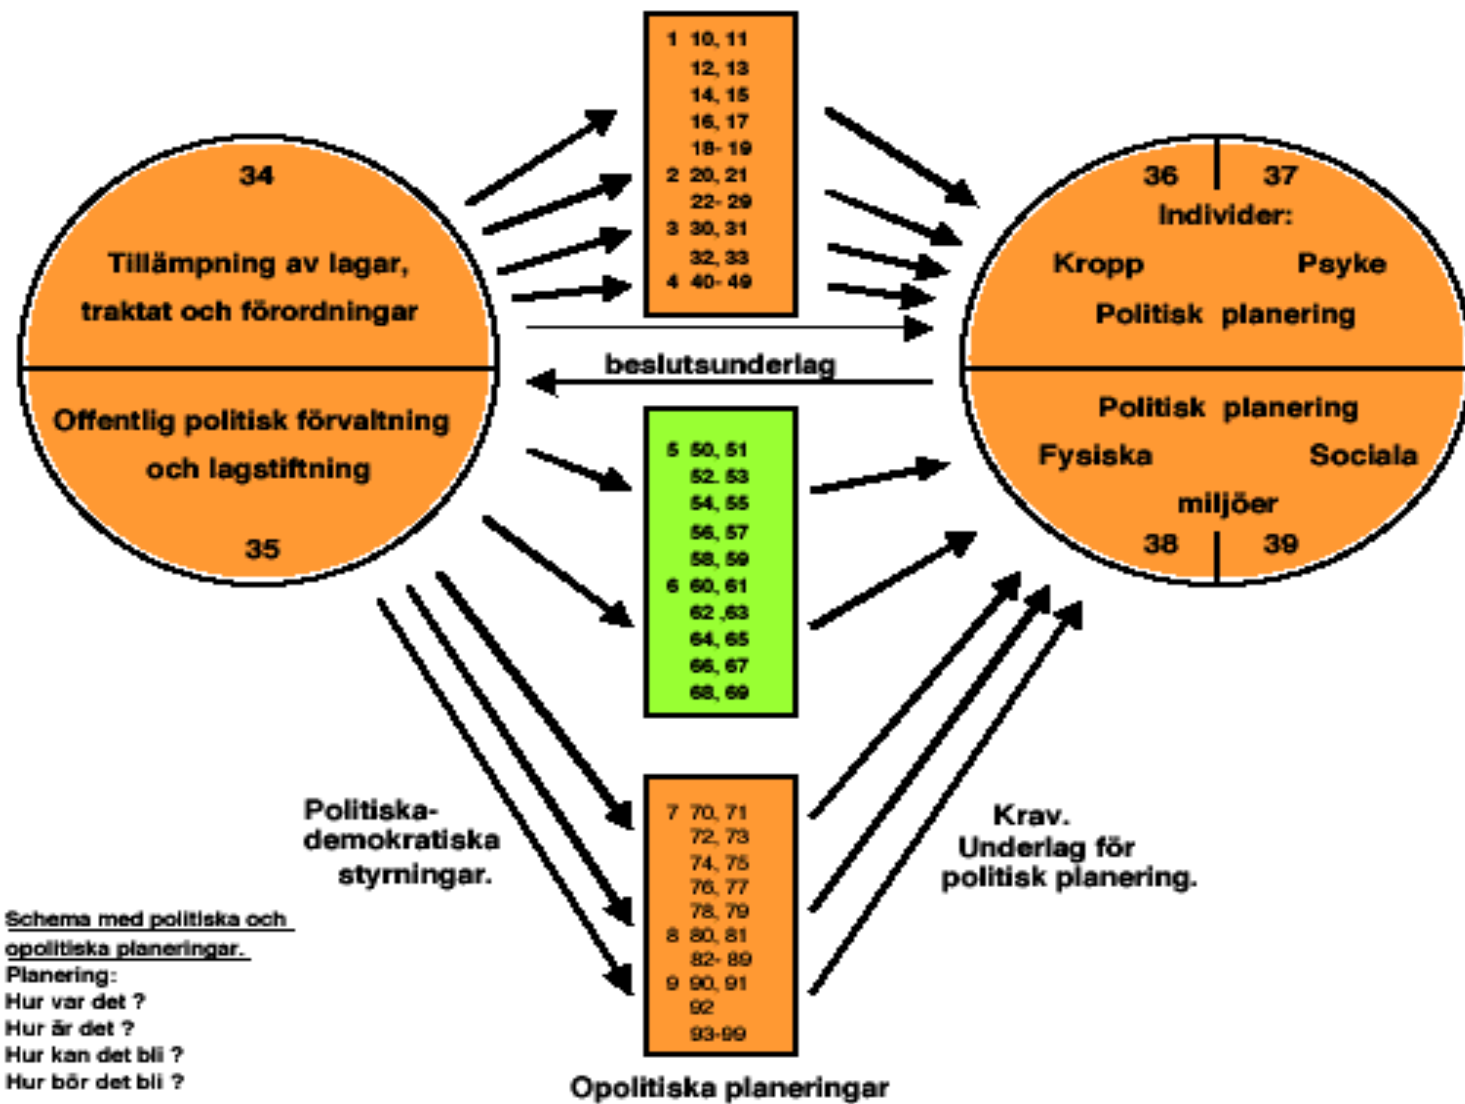 34
Tillämpning av lagar,
traktat och förordningar
Offentlig politisk förvaltning
och lagstiftning
35
1 10, 11
12, 13
14, 15
16, 17
18- 19
2 20, 21
22- 29
3 30, 31
32, 33
4 40- 49
beslutsunderlag
5 50, 51
52. 53
54, 55
56, 57
58, 59
6 60, 61
62 ,63
64, 65
66, 67
68, 69
7 70, 71
72, 73
74, 75
76, 77
78, 79
8 80, 81
82- 89
9 90, 91
92
93-99
Opolitiska planeringar
36 37
Individer:
Kropp Psyke
Politisk planering
Politisk planering
Fysiska Sociala
miljöer
38 39
Politiska-
demokratiska
styrningar.
Krav.
Underlag för
politisk planering.
Schema med politiska och
opolitiska planeringar.
Planering:
Hur var det ?
Hur är det ?
Hur kan det bli ?
Hur bör det bli ?